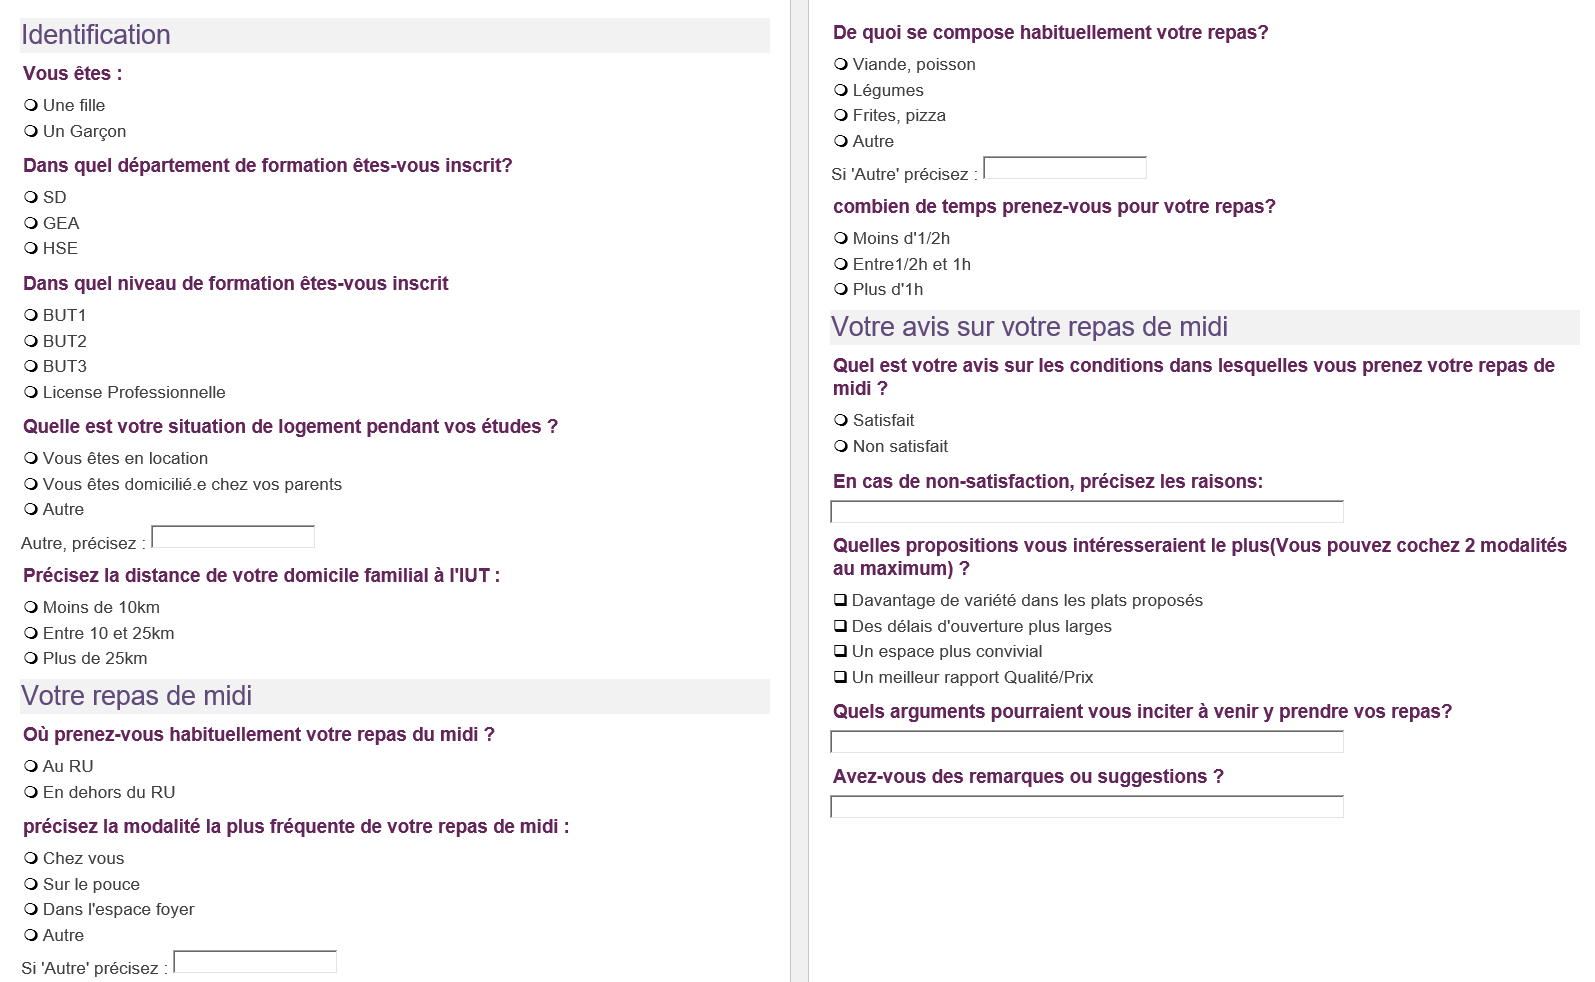 Identification
Vous êtes :
Une fille
Un Garçon
Dans quel département de formation êtes-vous inscrit?
SD
GEA
HSE
Dans quel niveau de formation êtes-vous inscrit
BUT1
BUT2
BUT3
License Professionnelle
Quelle est votre situation de logement pendant vos études ?
Vous êtes en location
Vous êtes domicilié.e chez vos parents
Autre
Autre, précisez :
Précisez la distance de votre domicile familial à l'IUT :
Moins de 10km
Entre 10 et 25km
Plus de 25km
Votre repas de midi
Où prenez-vous habituellement votre repas du midi ?
Au RU
En dehors du RU
précisez la modalité la plus fréquente de votre repas de midi :
Chez vous
Sur le pouce
Dans l'espace foyer
Autre
Si 'Autre' précisez :
De quoi se compose habituellement votre repas?
Viande, poisson
Légumes
Frites, pizza
Autre
Si 'Autre' précisez :
combien de temps prenez-vous pour votre repas?
Moins d'1/2h
Entre1/2h et 1h
Plus d'1h
Votre avis sur votre repas de midi
Quel est votre avis sur les conditions dans lesquelles vous prenez votre repas de
midi ?
Satisfait
Non satisfait
En cas de non-satisfaction, précisez les raisons:
Quelles propositions vous intéresseraient le plus(Vous pouvez cochez 2 modalités
au maximum) ?
Davantage de variété dans les plats proposés
Des délais d'ouverture plus larges
Un espace plus convivial
Un meilleur rapport Qualité/Prix
Quels arguments pourraient vous inciter à venir y prendre vos repas?
Avez-vous des remarques ou suggestions ?